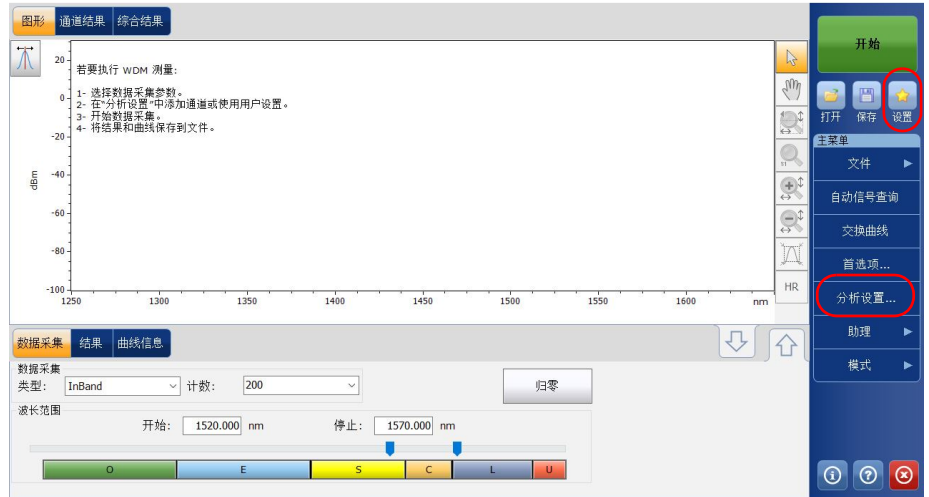 图形 通道结果 综合结果
若要执行 WDM 测量:
1- 选择数据采集参数。
2- 在“分析设置”中添加通道或使用用户设置。
3- 开始数据采集。
4- 将结果和曲线保存到文件。
20
0
-20
-40
-60
-80
-100
dBm
1250 1300 1350 1400 1450 1500 1550 1600 nm
1:1
HR
数据采集 结果 曲线信息
数据采集
类型: InBand 计数: 200 归零
波长范围
开始: 1520.000 nm 停止: 1570.000 nm
O E S C L U
开始
打开 保存 设置
主菜单
文件
自动信号查询
交换曲线
首选项...
分析设置...
助理
模式